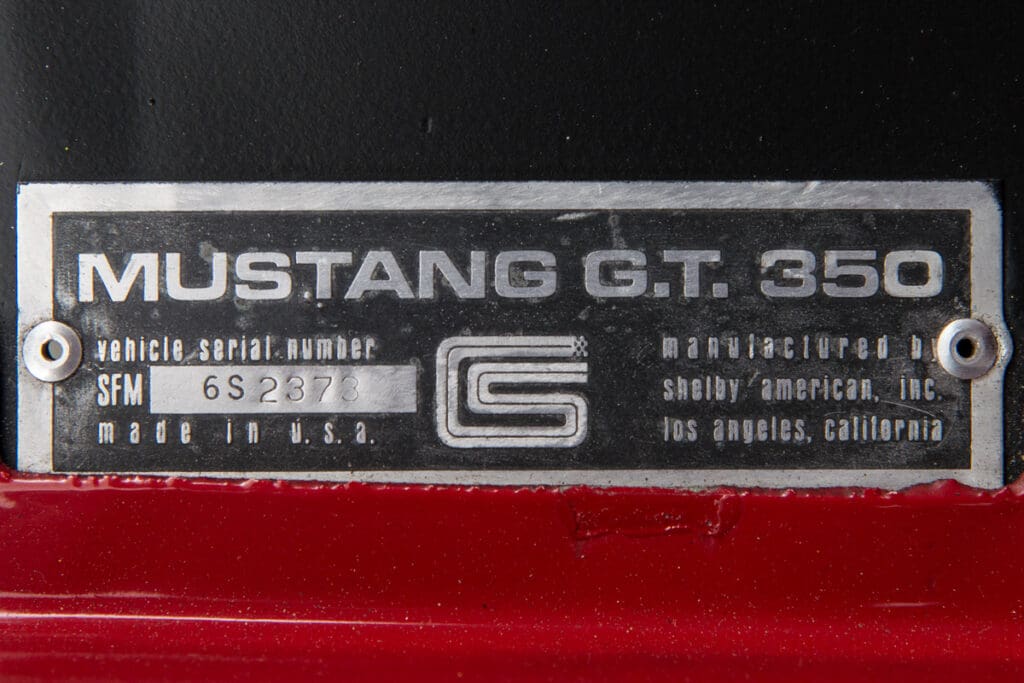 MUSTANG G.T. 350
vehicle serial number
SFM 6S2373
made in U.S.a.
manufactured by
shelby american, inc.
los angeles, california